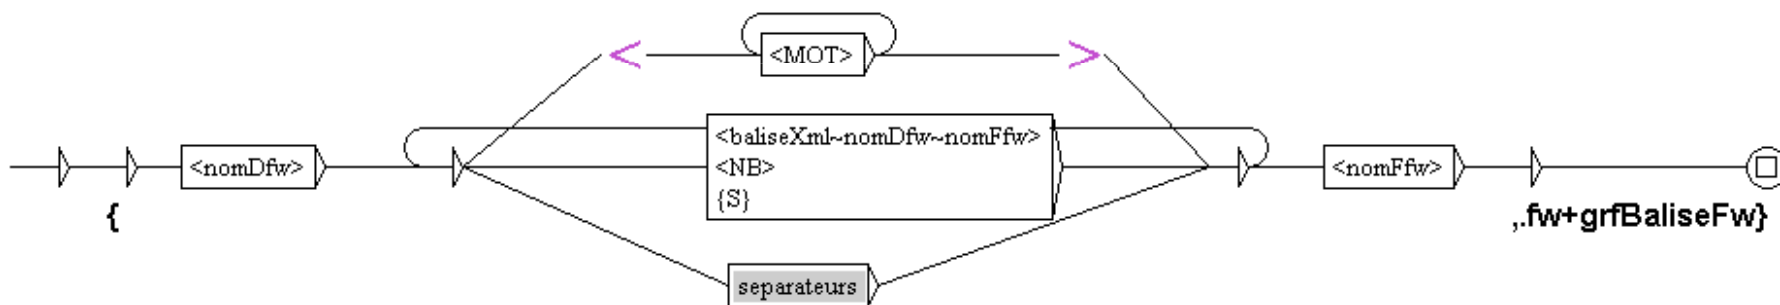 <
<MOT>
>
<baliseXml~nomDfw~nomFfw>
<nomDfw>
<NB>
<nomFfw>
{S}
{
,.fw+grfBaliseFw}
separateurs